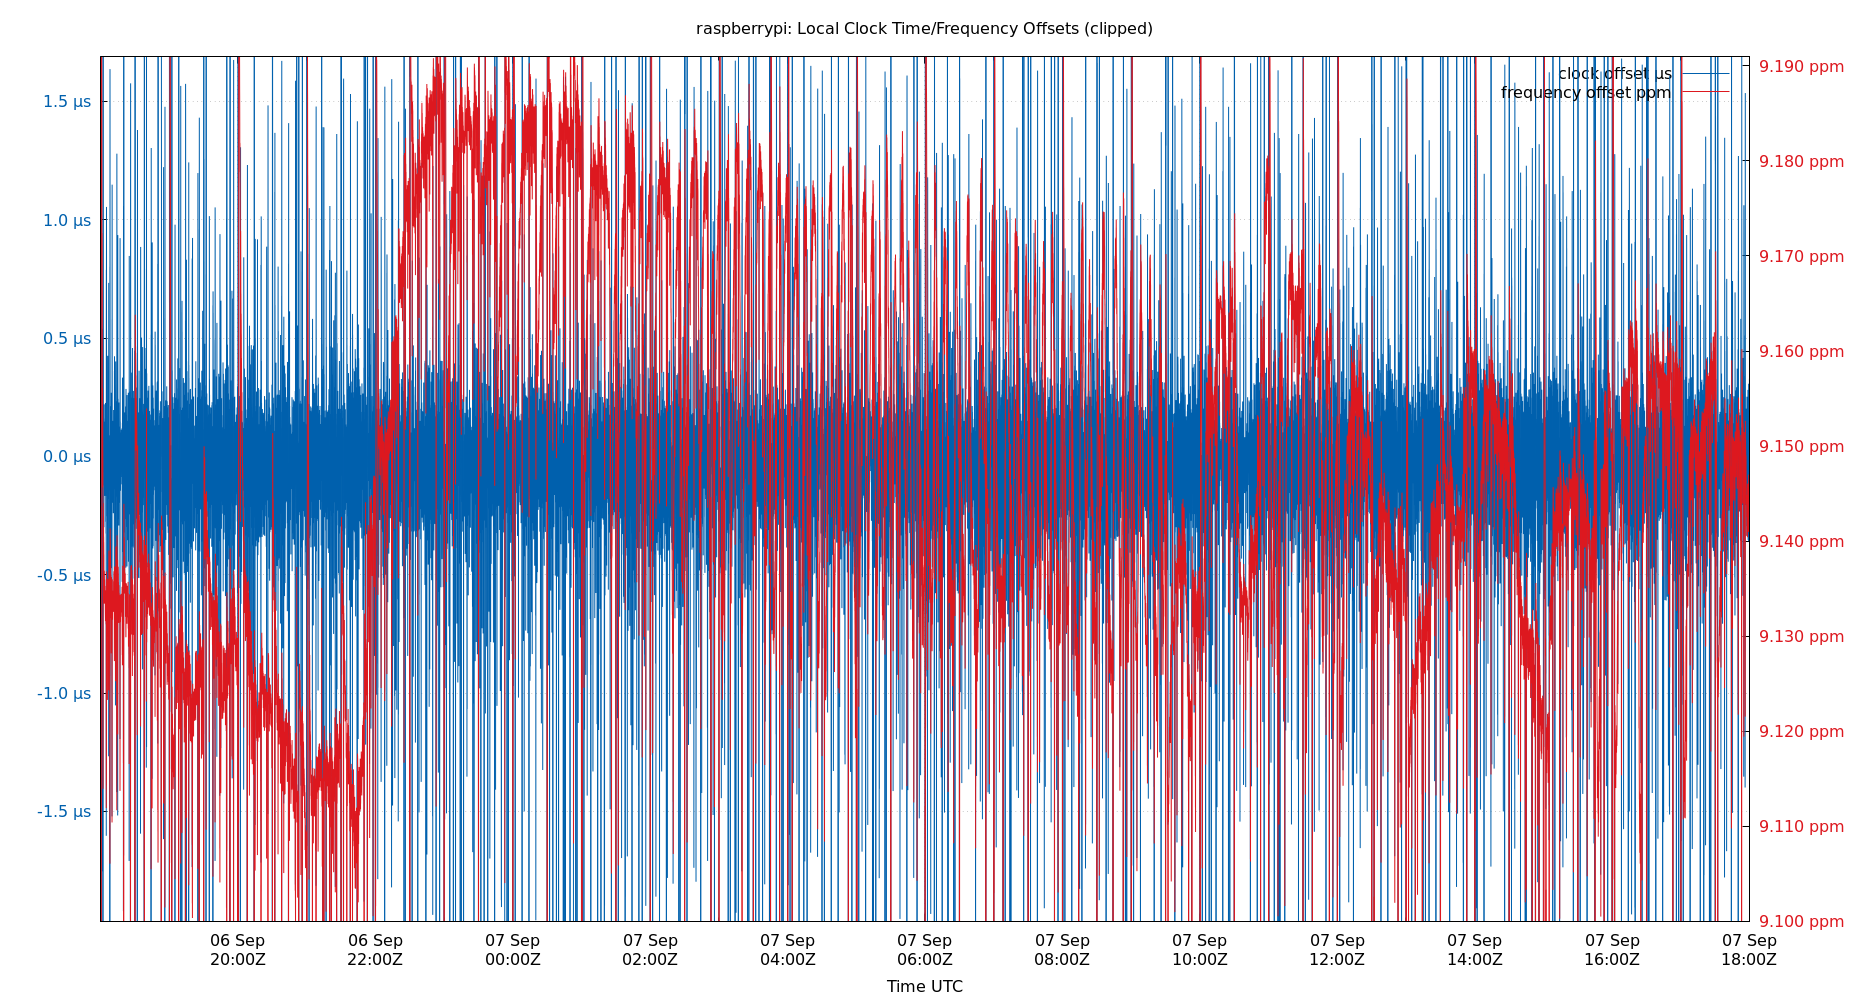 raspberrypi: Local Clock Time/Frequency Offsets (clipped)
clock offset µs
frequency offset ppm
1.5 µs
1.0 µs
0.5 µs
0.0 µs
-0.5 µs
-1.0 µs
-1.5 µs
9.190 ppm
9.180 ppm
9.170 ppm
9.160 ppm
9.150 ppm
9.140 ppm
9.130 ppm
9.120 ppm
9.110 ppm
9.100 ppm
06 Sep 06 Sep 07 Sep 07 Sep 07 Sep 07 Sep 07 Sep 07 Sep 07 Sep 07 Sep 07 Sep 07 Sep
20:00Z 22:00Z 00:00Z 02:00Z 04:00Z 06:00Z 08:00Z 10:00Z 12:00Z 14:00Z 16:00Z 18:00Z
Time UTC